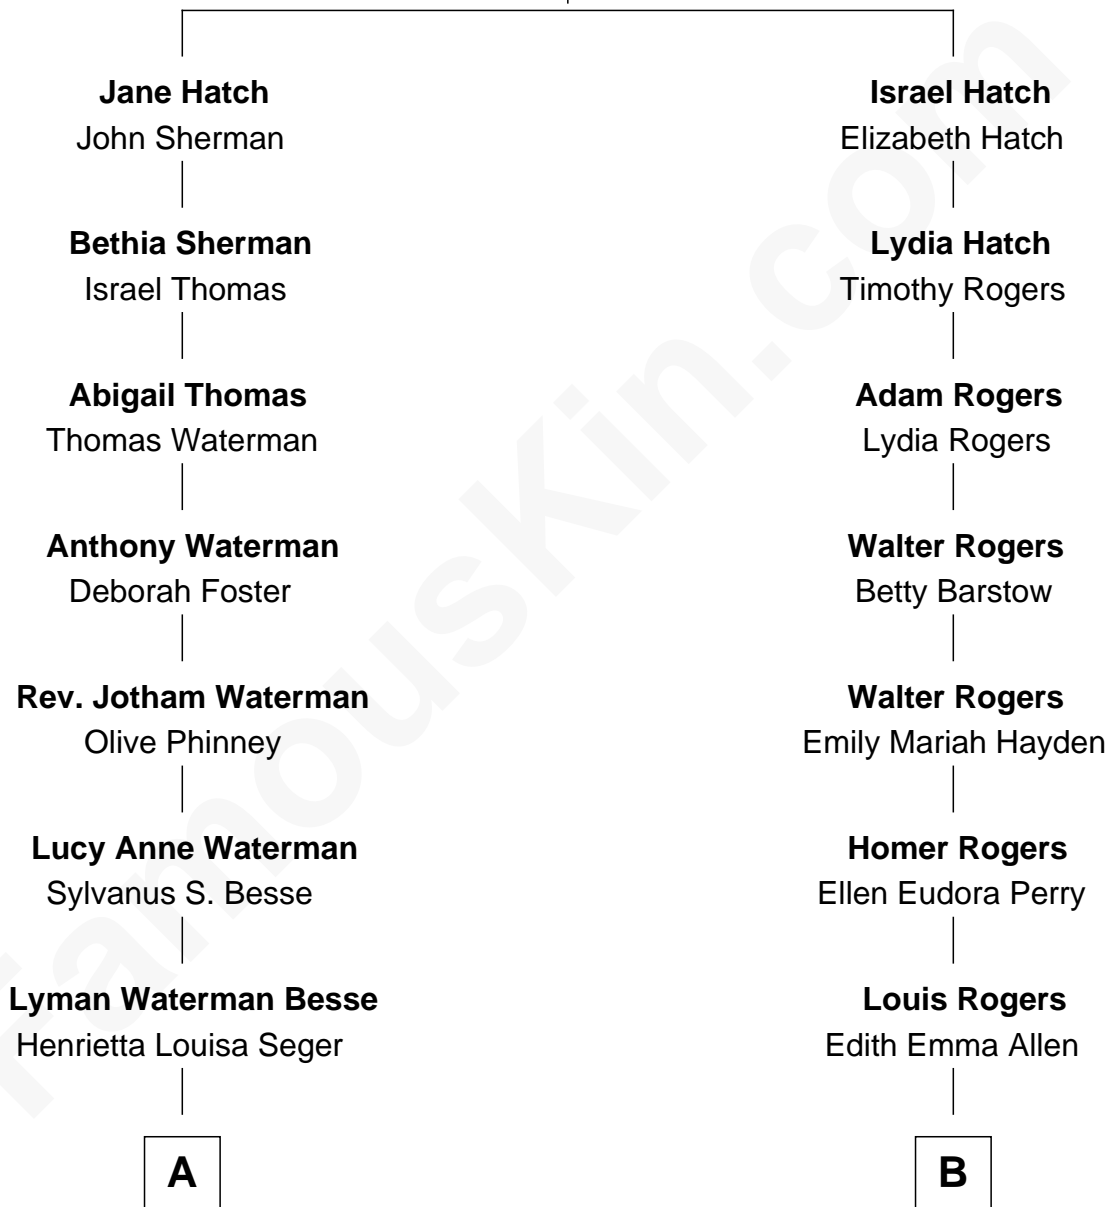 Jane Hatch
John Sherman
Bethia Sherman
Israel Thomas
Abigail Thomas
Thomas Waterman
Anthony Waterman
Deborah Foster
Rev. Jotham Waterman
Olive Phinney
Lucy Anne Waterman
Sylvanus S. Besse
Lyman Waterman Besse
Henrietta Louisa Seger
A
Israel Hatch
Elizabeth Hatch
Lydia Hatch
Timothy Rogers
Adam Rogers
Lydia Rogers
Walter Rogers
Betty Barstow
Walter Rogers
Emily Mariah Hayden
Homer Rogers
Ellen Eudora Perry
Louis Rogers
Edith Emma Allen
B
FamousKin.com